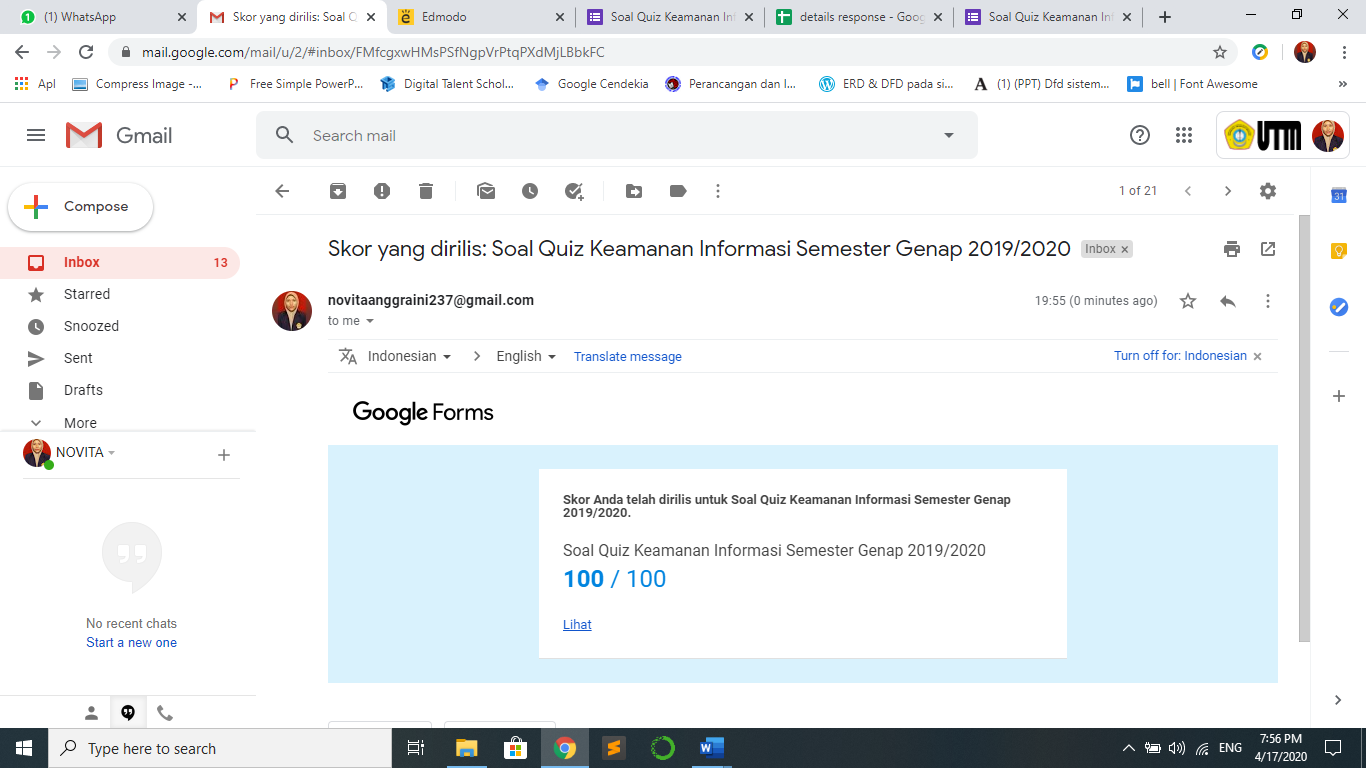 (1) WhatsApp
Skor yang dirilis: Soal Q
Edmodo
Soal Quiz Keamanan In
details response - Goog
Soal Quiz Keamanan In
mail.google.com/mail/u/2/#inbox/FMfcgxwHMsPSfNgpVrPtqPXdMjLBbkFC
Apl
Compress Image -...
Free Simple PowerP...
Digital Talent Schol...
Google Cendekia
Perancangan dan I...
ERD & DFD pada si...
(1) (PPT) Dfd sistem...
bell | Font Awesome
Gmail
Search mail
UTM
Compose
1 of 21
31
Skor yang dirilis: Soal Quiz Keamanan Informasi Semester Genap 2019/2020
Inbox x
Inbox 13
Starred
Snoozed
Sent
Drafts
More
novitaanggraini237@gmail.com
19:55 (0 minutes ago)
to me
Indonesian > English Translate message
Turn off for: Indonesian x
Google Forms
NOVITA
Skor Anda telah dirilis untuk Soal Quiz Keamanan Informasi Semester Genap
2019/2020.
Soal Quiz Keamanan Informasi Semester Genap 2019/2020
100 / 100
Lihat
No recent chats
Start a new one
Type here to search
ENG
7:56 PM
4/17/2020